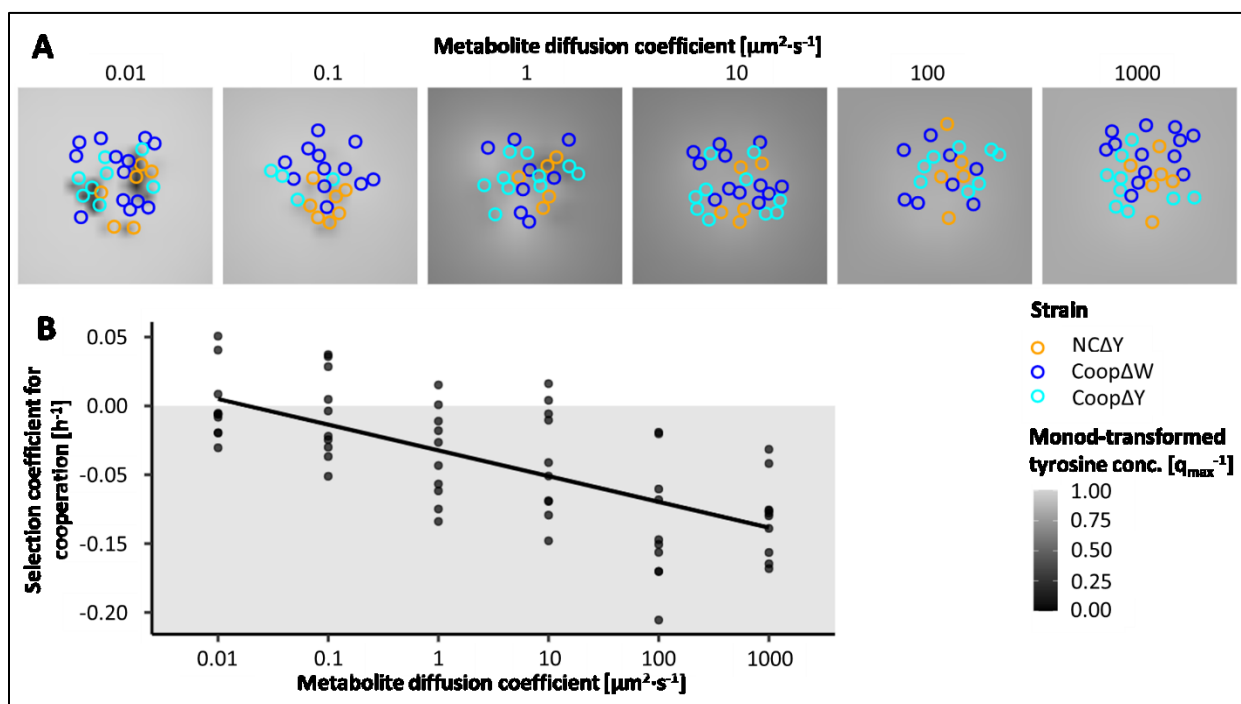 A
Metabolite diffusion coefficient [μm²·s⁻¹]
0.01 0.1 1 10 100 1000
B
Selection coefficient for
cooperation [h⁻¹]
0.05
0.00
-0.05
-0.15
-0.20
0.01 0.1 1 10 100 1000
Metabolite diffusion coefficient [μm²·s⁻¹]
Strain
NCΔY
CoopΔW
CoopΔY
Monod-transformed
tyrosine conc. [qmax⁻¹]
1.00
0.75
0.50
0.25
0.00